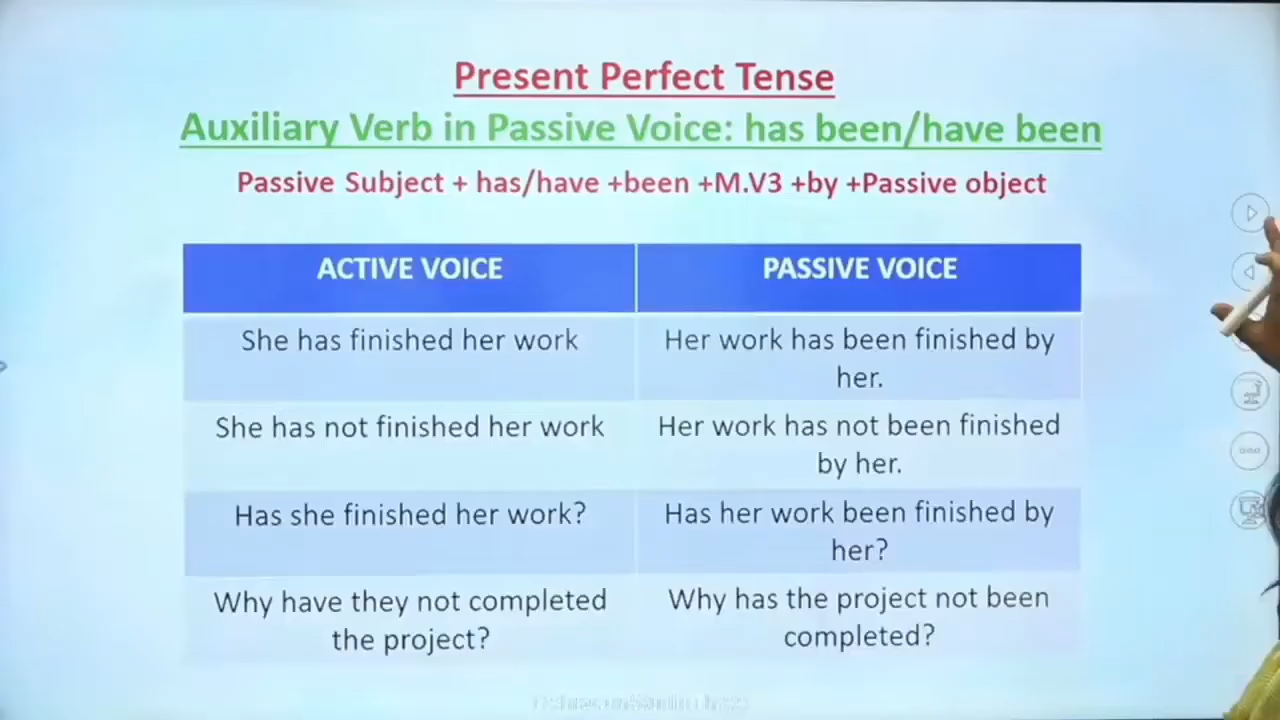 Present Perfect Tense
Auxiliary Verb in Passive Voice: has been/have been
Passive Subject + has/have +been +M.V3 +by +Passive object
ACTIVE VOICE
PASSIVE VOICE
She has finished her work
Her work has been finished by
her.
She has not finished her work
Her work has not been finished
by her.
Has she finished her work?
Has her work been finished by
her?
Why have they not completed
the project?
Why has the project not been
completed?